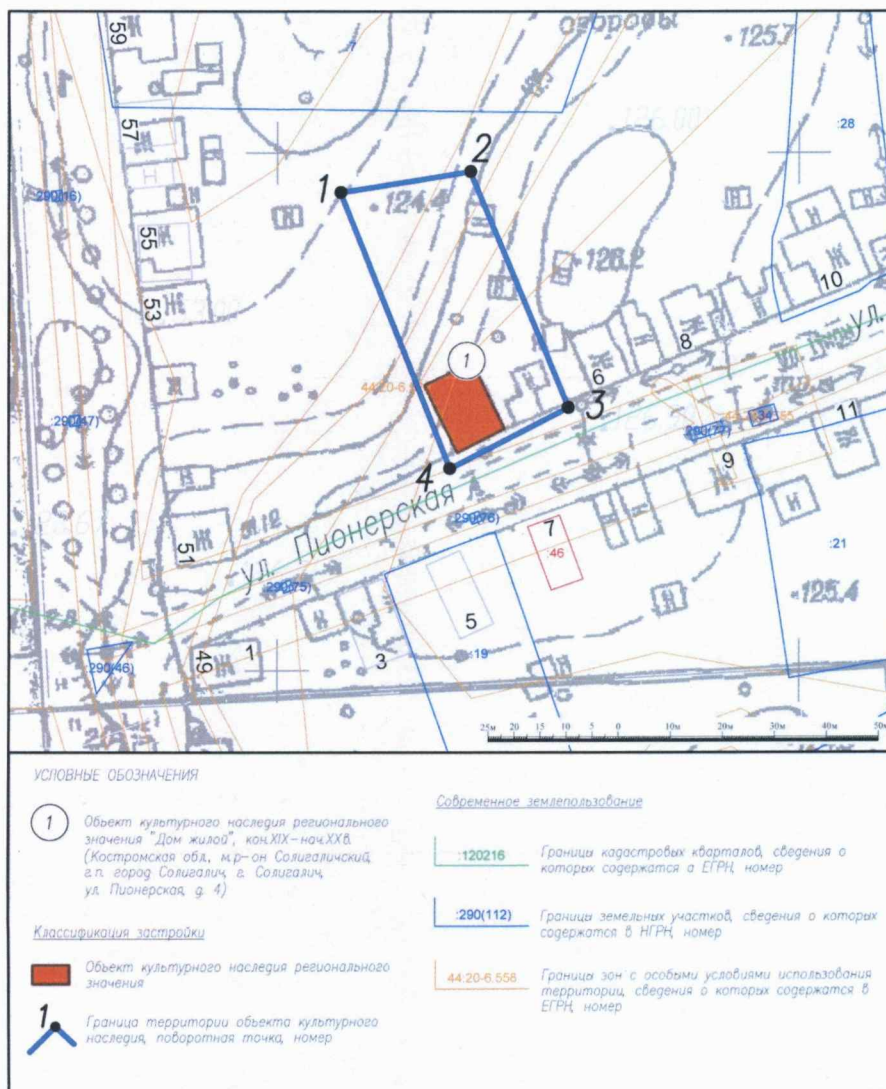 59
огороды
125.7
57
:28
:290(16)
1
2
124.4
55
126.2
53
10
8
ул.
1
6
3
:290(47)
:290(77)
34
11
4
9
51
ул. Пионерская
:290(76)
7
:46
:21
:290(75)
5
125.4
1
49
3
:19
:290(46)
25м 20 15 10 5 0 10м 20м 30м 40м 50м
УСЛОВНЫЕ ОБОЗНАЧЕНИЯ
1
Объект культурного наследия регионального
значения "Дом жилой", кон.XIX-нач.XXв.
(Костромская обл., м.р-он Солигаличский,
г.п. город Солигалич, г. Солигалич,
ул. Пионерская, д. 4)
Классификация застройки
Объект культурного наследия регионального
значения
1
Граница территории объекта культурного
наследия, поворотная точка, номер
Современное землепользование
:120216
Границы кадастровых кварталов, сведения о
которых содержатся а ЕГРН, номер
:290(112)
Границы земельных участков, сведения о которых
содержатся в НГРН, номер
44:20-6.558
Границы зон с особыми условиями использования
территории, сведения о которых содержатся в
ЕГРН, номер